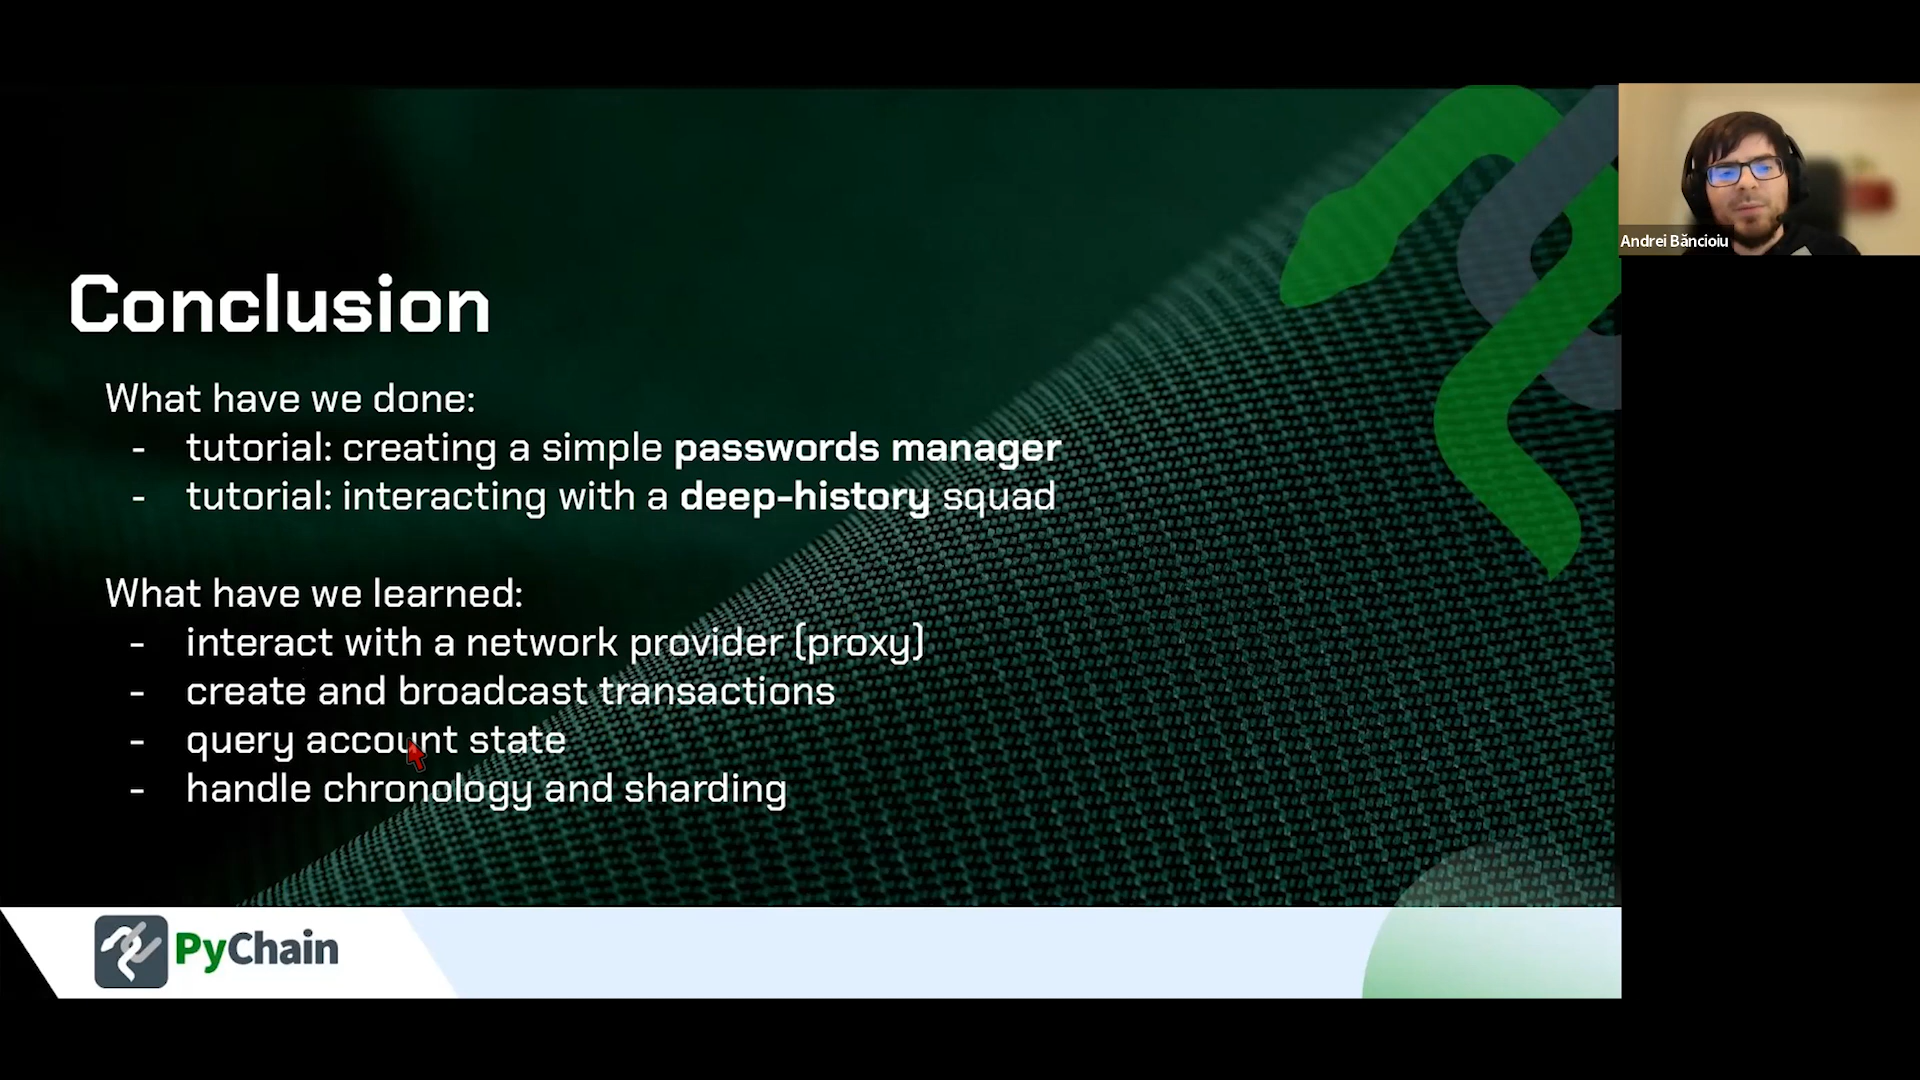 Conclusion
What have we done:
- tutorial: creating a simple passwords manager
- tutorial: interacting with a deep-history squad
What have we learned:
- interact with a network provider (proxy)
- create and broadcast transactions
- query account state
- handle chronology and sharding
PyChain
Andrei Băncioiu